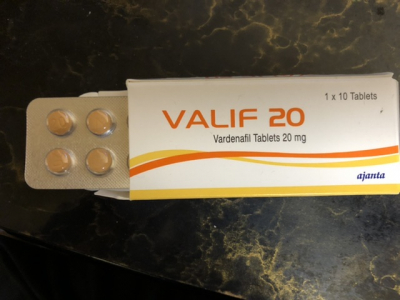 1 x 10 Tablets
VALIF 20
Vardenafil Tablets 20 mg
ajanta